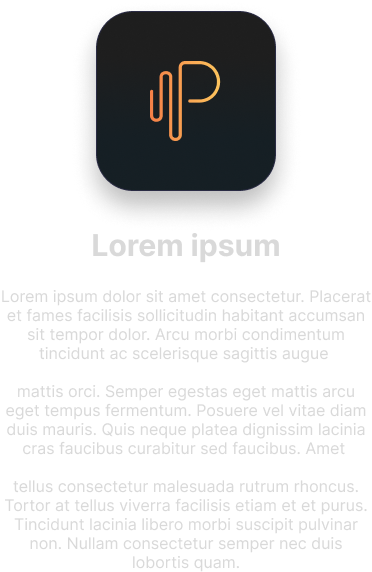 Lorem ipsum
Lorem ipsum dolor sit amet consectetur. Placerat
et fames facilisis sollicitudin habitant accumsan
sit tempor dolor. Arcu morbi condimentum
tincidunt ac scelerisque sagittis augue
mattis orci. Semper egestas eget mattis arcu
eget tempus fermentum. Posuere vel vitae diam
duis mauris. Quis neque platea dignissim lacinia
cras faucibus curabitur sed faucibus. Amet
tellus consectetur malesuada rutrum rhoncus.
Tortor at tellus viverra facilisis etiam et et purus.
Tincidunt lacinia libero morbi suscipit pulvinar
non. Nullam consectetur semper nec duis
lobortis quam.